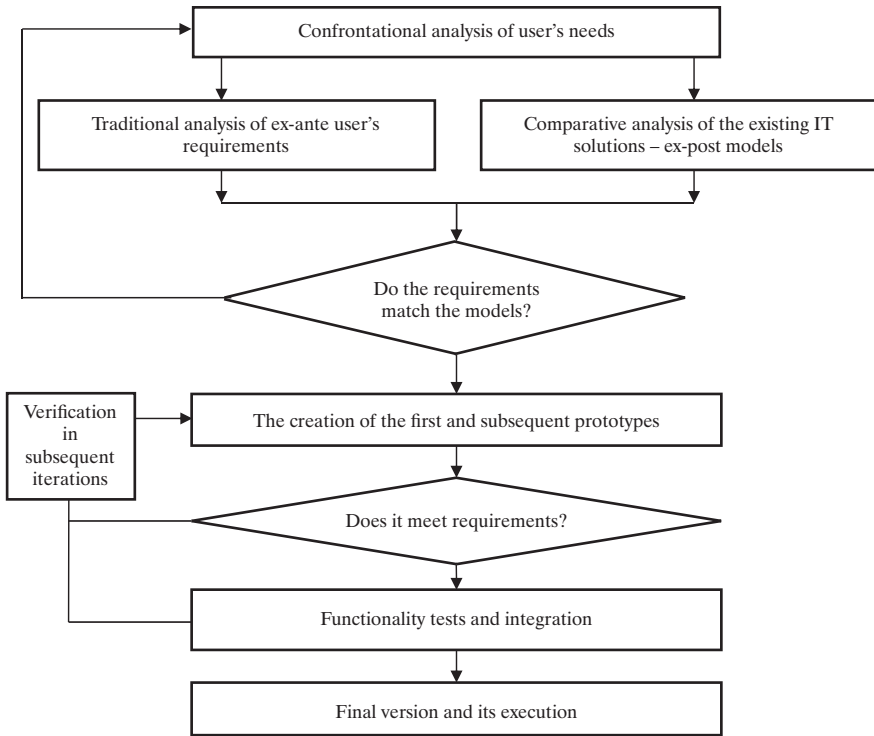 Confrontational analysis of user's needs
Traditional analysis of ex-ante user's
requirements
Comparative analysis of the existing IT
solutions – ex-post models
Do the requirements
match the models?
Verification
in
subsequent
iterations
The creation of the first and subsequent prototypes
Does it meet requirements?
Functionality tests and integration
Final version and its execution